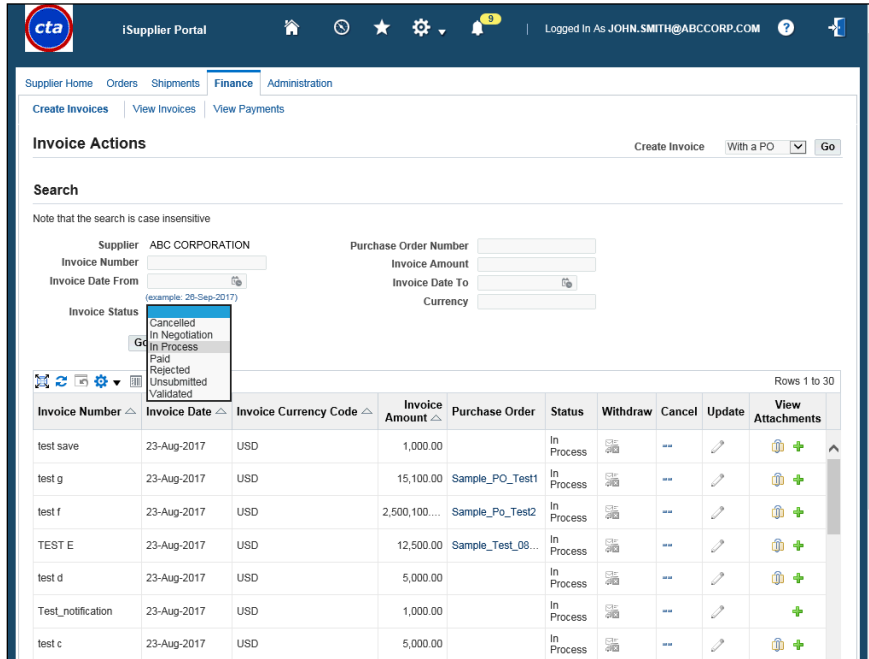 cta
iSupplier Portal
9
Logged In As JOHN.SMITH@ABCCORP.COM
?
Supplier Home Orders Shipments Finance Administration
Create Invoices View Invoices View Payments
Invoice Actions
Create Invoice With a PO Go
Search
Note that the search is case insensitive
Supplier ABC CORPORATION
Purchase Order Number
Invoice Number
Invoice Amount
Invoice Date From
Invoice Date To
(example: 26-Sep-2017)
Currency
Invoice Status
Cancelled
In Negotiation
In Process
Paid
Rejected
Unsubmitted
Validated
Rows 1 to 30
Invoice Number Invoice Date Invoice Currency Code Invoice Amount Purchase Order Status Withdraw Cancel Update View Attachments
test save 23-Aug-2017 USD 1,000.00 In Process
test g 23-Aug-2017 USD 15,100.00 Sample_PO_Test1 In Process
test f 23-Aug-2017 USD 2,500,100.... Sample_Po_Test2 In Process
TEST E 23-Aug-2017 USD 12,500.00 Sample_Test_08... In Process
test d 23-Aug-2017 USD 5,000.00 In Process
Test_notification 23-Aug-2017 USD 1,000.00 In Process
test c 23-Aug-2017 USD 5,000.00 In Process